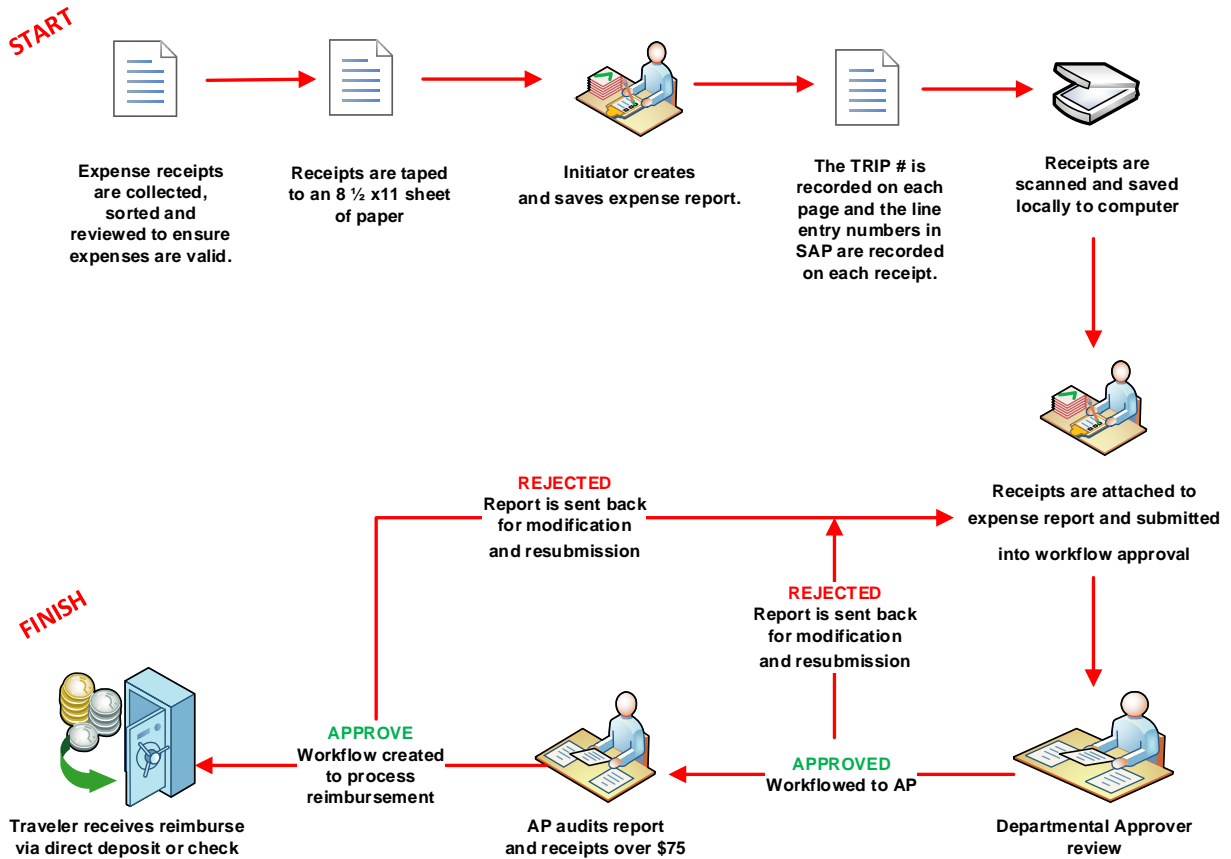 START
Expense receipts
are collected,
sorted and
reviewed to ensure
expenses are valid.
Receipts are taped
to an 8 ½ x11 sheet
of paper
Initiator creates
and saves expense report.
The TRIP # is
recorded on each
page and the line
entry numbers in
SAP are recorded
on each receipt.
Receipts are
scanned and saved
locally to computer
Receipts are attached to
expense report and submitted
into workflow approval
REJECTED
Report is sent back
for modification
and resubmission
REJECTED
Report is sent back
for modification
and resubmission
Departmental Approver
review
APPROVED
Workflowed to AP
AP audits report
and receipts over $75
APPROVE
Workflow created
to process
reimbursement
FINISH
Traveler receives reimburse
via direct deposit or check